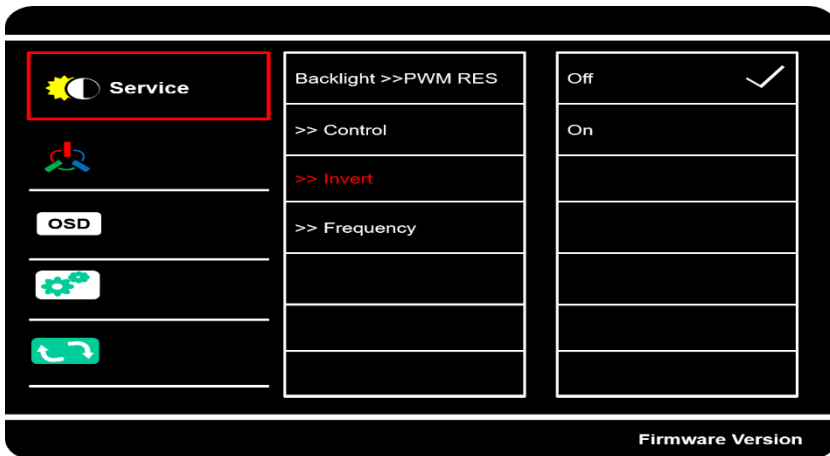 Service
OSD
Backlight >>PWM RES
>> Control
>> Invert
>> Frequency
Off
On
Firmware Version